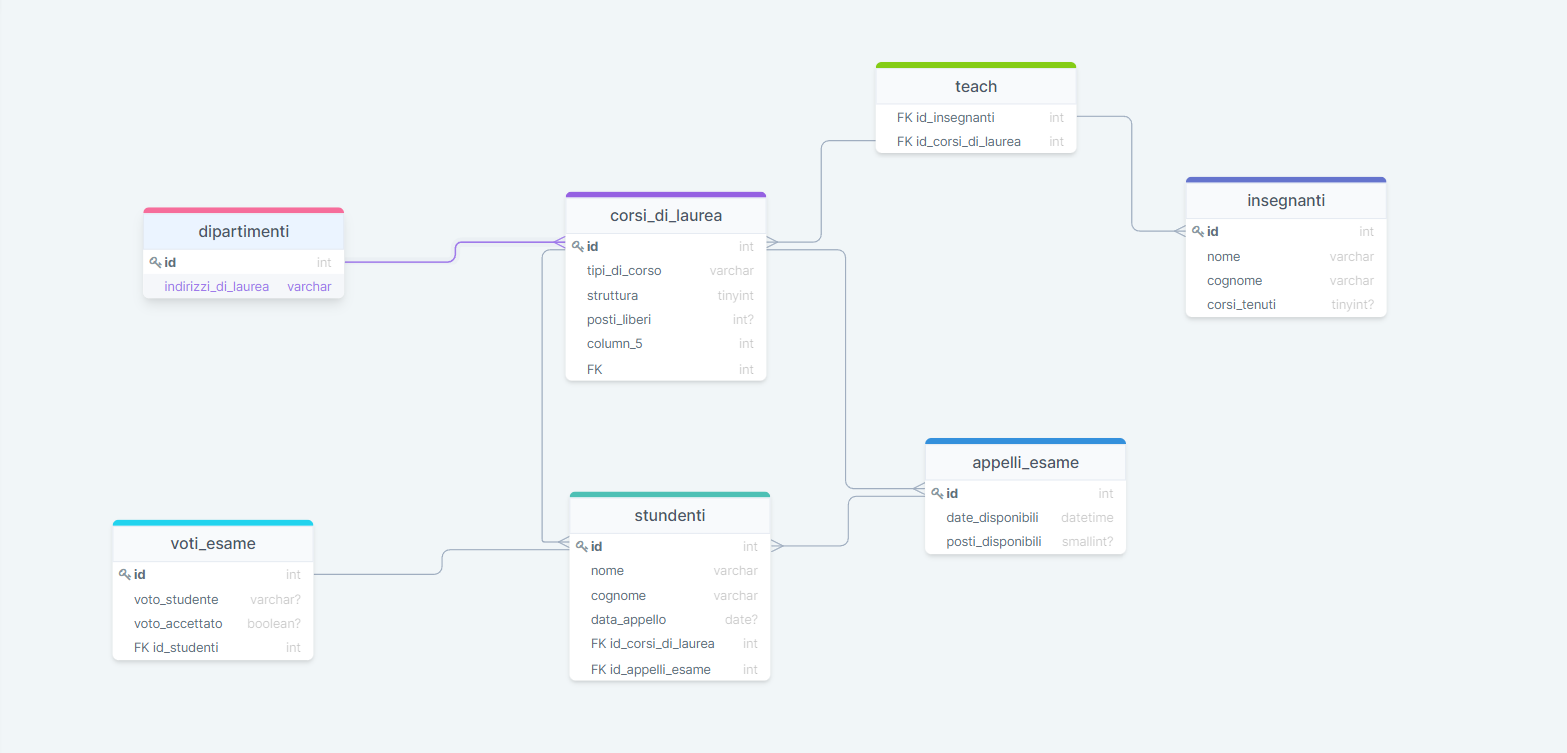 teach
FK id_insegnanti int
FK id_corsi_di_laurea int
insegnanti
id int
nome varchar
cognome varchar
corsi_tenuti tinyint?
corsi_di_laurea
id int
tipi_di_corso varchar
struttura tinyint
posti_liberi int?
column_5 int
FK int
dipartimenti
id int
indirizzi_di_laurea varchar
appelli_esame
id int
date_disponibili datetime
posti_disponibili smallint?
stundenti
id int
nome varchar
cognome varchar
data_appello date?
FK id_corsi_di_laurea int
FK id_appelli_esame int
voti_esame
id int
voto_studente varchar?
voto_accettato boolean?
FK id_studenti int